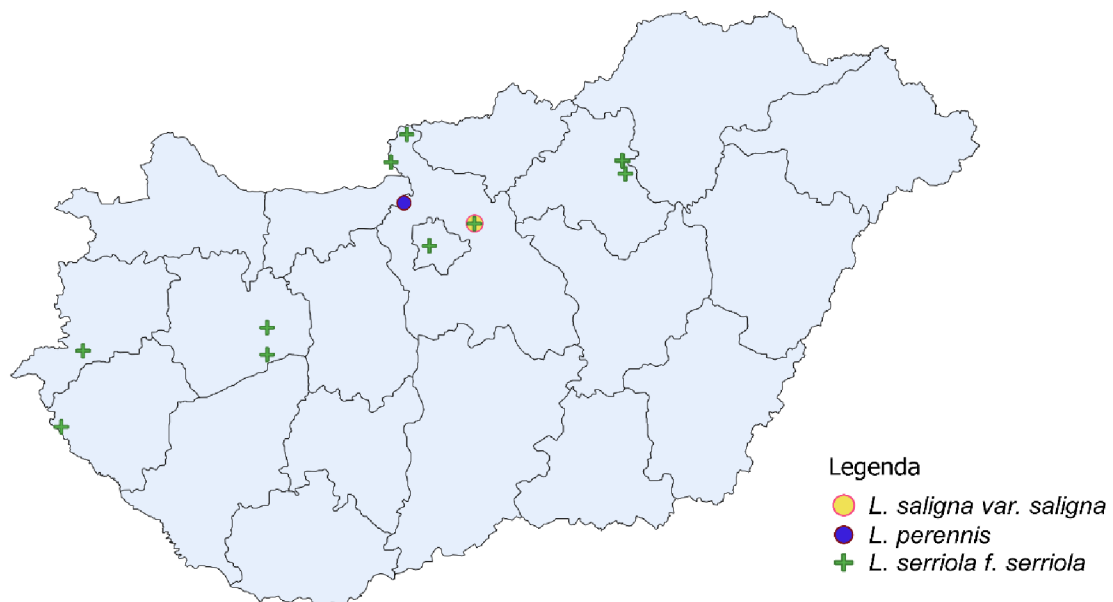 Legenda
L. saligna var. saligna
L. perennis
L. serriola f. serriola